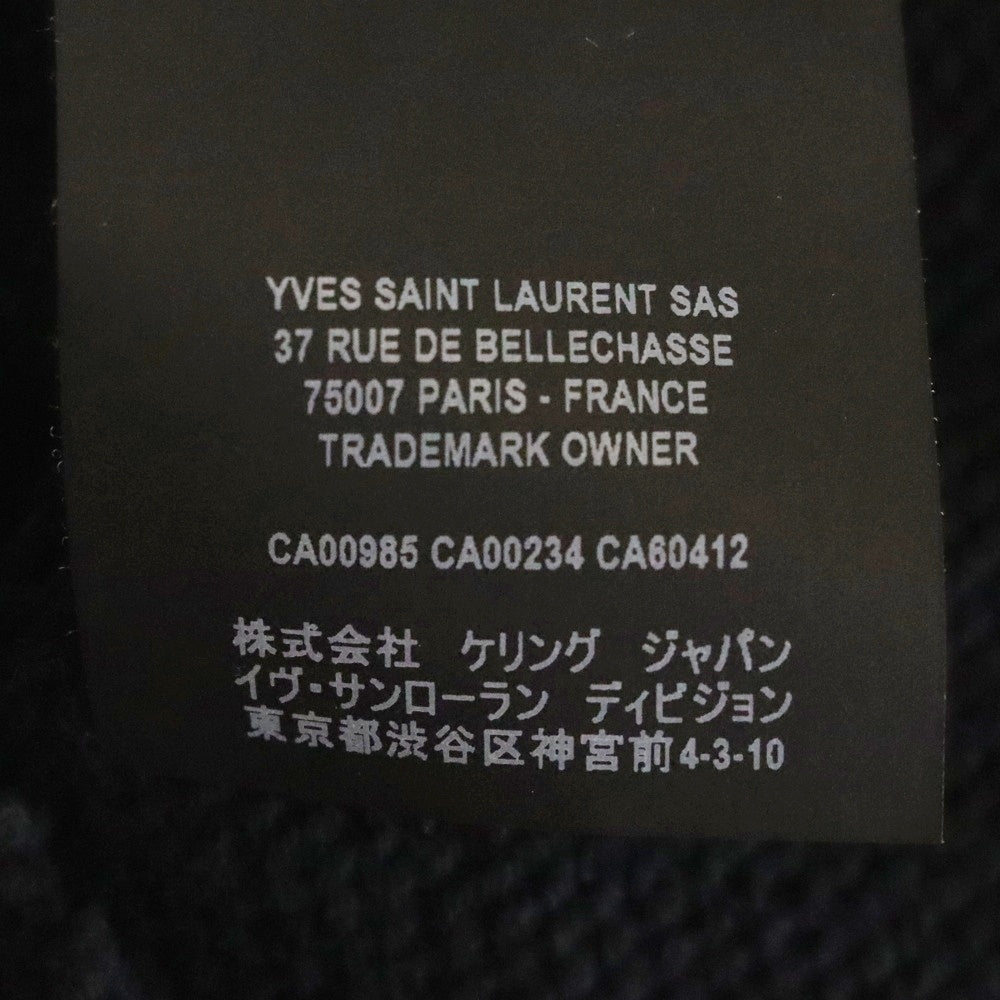 YVES SAINT LAURENT SAS
37 RUE DE BELLECHASSE
75007 PARIS - FRANCE
TRADEMARK OWNER
CA00985 CA00234 CA60412
株式会社　ケリング　ジャパン
イヴ・サンローラン　ディビジョン
東京都渋谷区神宮前4-3-10